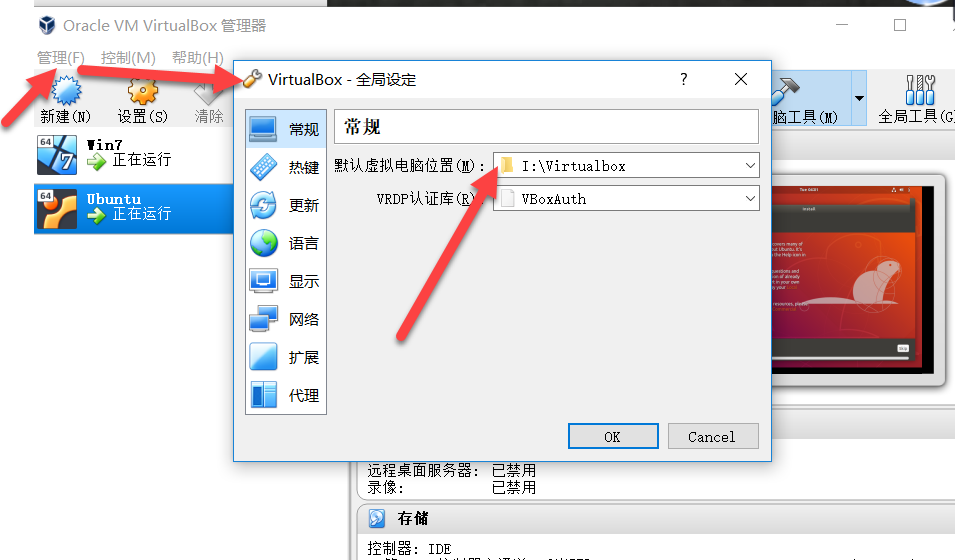 Oracle VM VirtualBox 管理器
管理(F) 控制(M) 帮助(H)
新建(N) 设置(S) 清除
脑工具(M) 全局工具(G)
64 Win7
正在运行
64 Ubuntu
正在运行
VirtualBox - 全局设定 ?
常规
热键
更新
语言
显示
网络
扩展
代理
常规
默认虚拟电脑位置(M): I:\Virtualbox
VRDP认证库(R): VBoxAuth
OK Cancel
远程桌面服务器: 已禁用
录像: 已禁用
存储
控制器: IDE